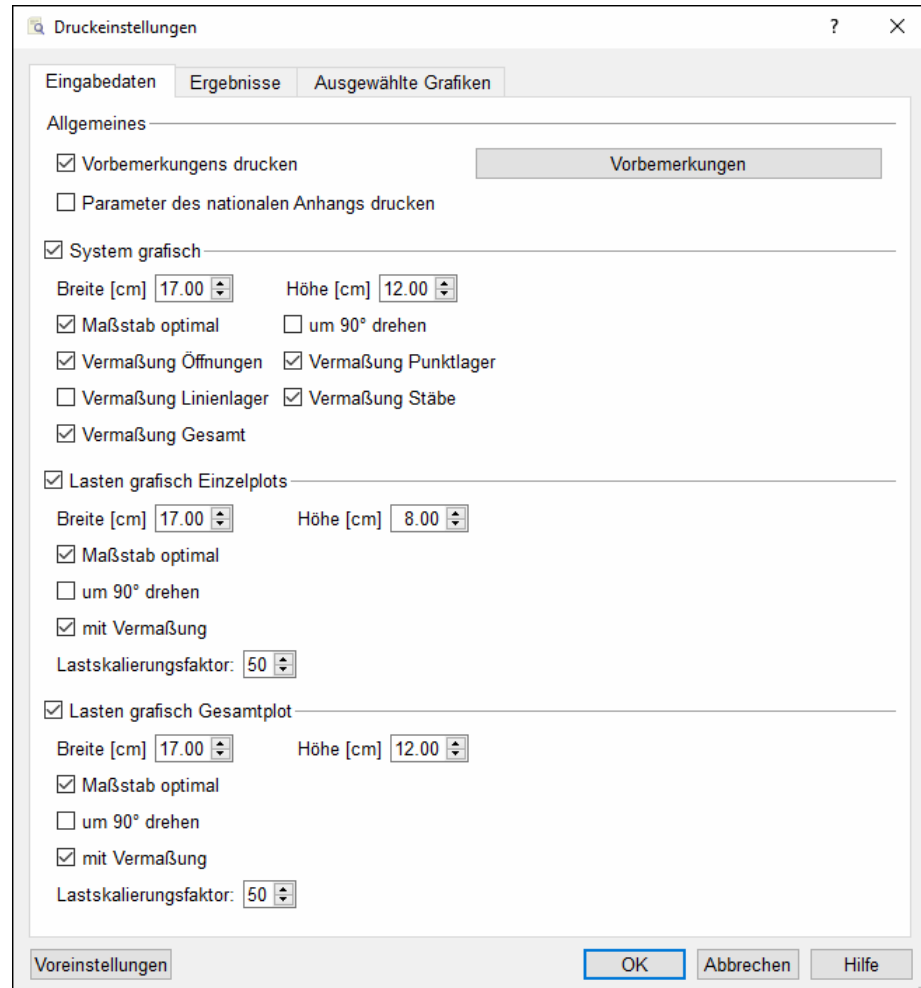 Druckeinstellungen ?
Eingabedaten Ergebnisse Ausgewählte Grafiken
Allgemeines
Vorbemerkungens drucken Vorbemerkungen
Parameter des nationalen Anhangs drucken
System grafisch
Breite [cm] 17.00 Höhe [cm] 12.00
Maßstab optimal um 90° drehen
Vermaßung Öffnungen Vermaßung Punktlager
Vermaßung Linienlager Vermaßung Stäbe
Vermaßung Gesamt
Lasten grafisch Einzelplots
Breite [cm] 17.00 Höhe [cm] 8.00
Maßstab optimal
um 90° drehen
mit Vermaßung
Lastskalierungsfaktor: 50
Lasten grafisch Gesamtplot
Breite [cm] 17.00 Höhe [cm] 12.00
Maßstab optimal
um 90° drehen
mit Vermaßung
Lastskalierungsfaktor: 50
Voreinstellungen OK Abbrechen Hilfe